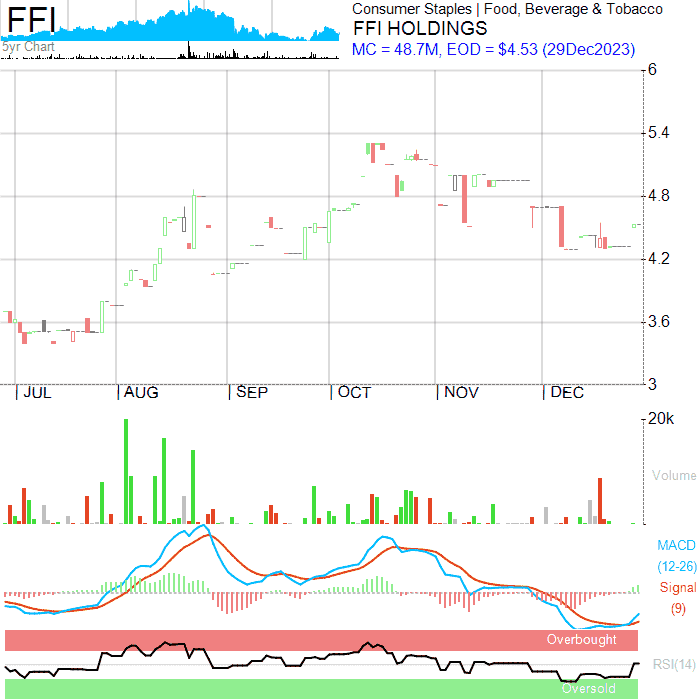 FFI
5yr Chart
Consumer Staples | Food, Beverage & Tobacco
FFI HOLDINGS
MC = 48.7M, EOD = $4.53 (29Dec2023)
6
5.4
4.8
4.2
3.6
3
JUL AUG SEP OCT NOV DEC
20k
Volume
MACD
(12-26)
Signal
(9)
Overbought
RSI(14)
Oversold